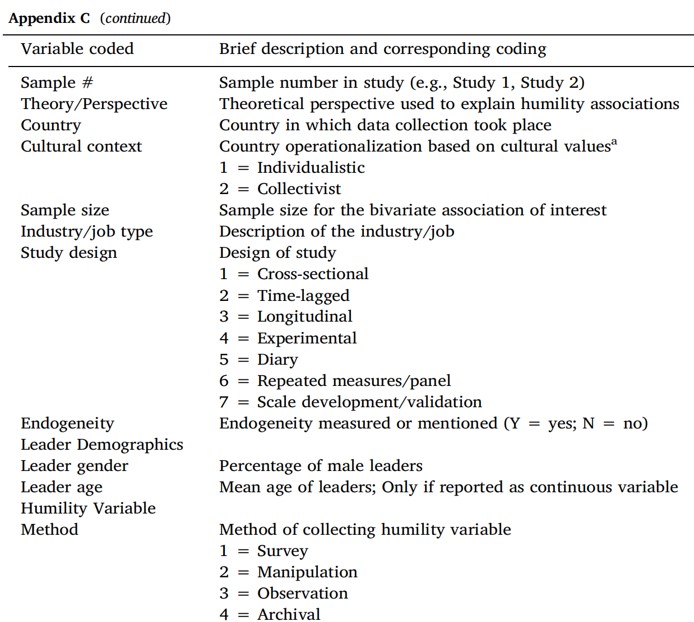 Appendix C (continued)
Variable coded Brief description and corresponding coding
Sample # Sample number in study (e.g., Study 1, Study 2)
Theory/Perspective Theoretical perspective used to explain humility associations
Country Country in which data collection took place
Cultural context Country operationalization based on cultural valuesᵃ
1 = Individualistic
2 = Collectivist
Sample size Sample size for the bivariate association of interest
Industry/job type Description of the industry/job
Study design Design of study
1 = Cross-sectional
2 = Time-lagged
3 = Longitudinal
4 = Experimental
5 = Diary
6 = Repeated measures/panel
7 = Scale development/validation
Endogeneity Endogeneity measured or mentioned (Y = yes; N = no)
Leader Demographics
Leader gender Percentage of male leaders
Leader age Mean age of leaders; Only if reported as continuous variable
Humility Variable
Method Method of collecting humility variable
1 = Survey
2 = Manipulation
3 = Observation
4 = Archival